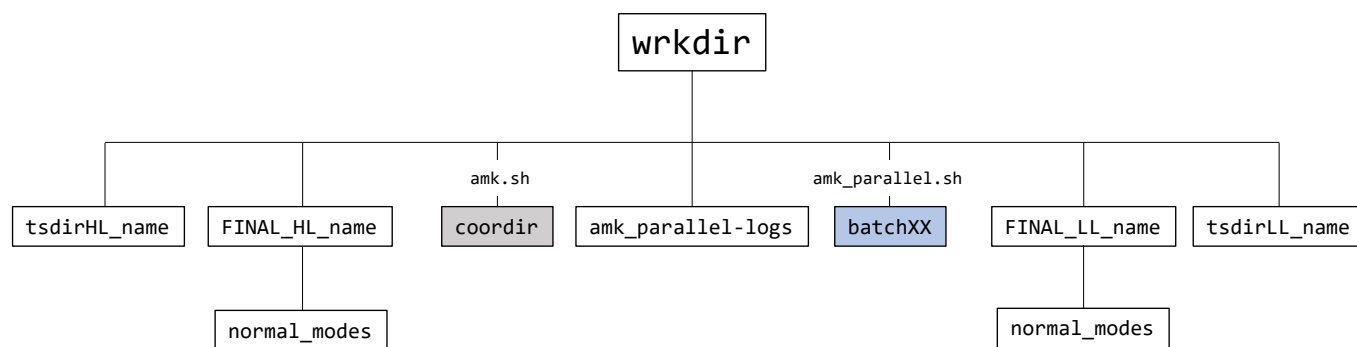 wrkdir
amk.sh
amk_parallel.sh
tsdirHL_name
FINAL_HL_name
coordir
amk_parallel-logs
batchXX
FINAL_LL_name
tsdirLL_name
normal_modes
normal_modes